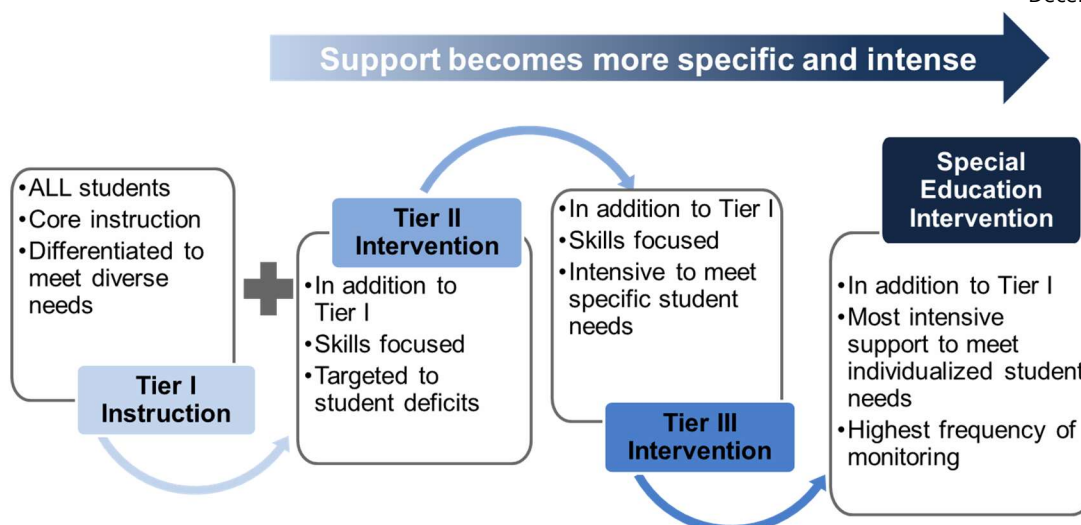 Support becomes more specific and intense
•ALL students
•Core instruction
•Differentiated to
meet diverse
needs
Tier I
Instruction
Tier II
Intervention
•In addition to
Tier I
•Skills focused
•Targeted to
student deficits
•In addition to Tier I
•Skills focused
•Intensive to meet
specific student
needs
Tier III
Intervention
Special
Education
Intervention
•In addition to Tier I
•Most intensive
support to meet
individualized student
needs
•Highest frequency of
monitoring